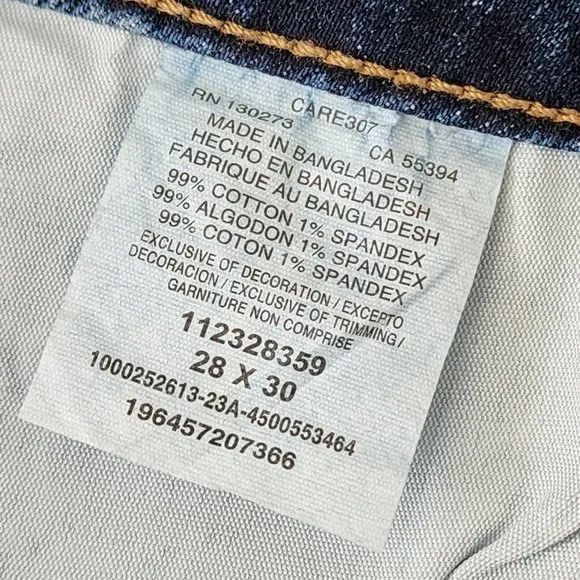 CARE307
RN 130273 CA 55394
MADE IN BANGLADESH
HECHO EN BANGLADESH
FABRIQUE AU BANGLADESH
99% COTTON 1% SPANDEX
99% ALGODON 1% SPANDEX
99% COTON 1% SPANDEX
EXCLUSIVE OF DECORATION / EXCEPTO
DECORACION / EXCLUSIVE OF TRIMMING /
GARNITURE NON COMPRISE
112328359
28 X 30
1000252613-23A-4500553464
196457207366